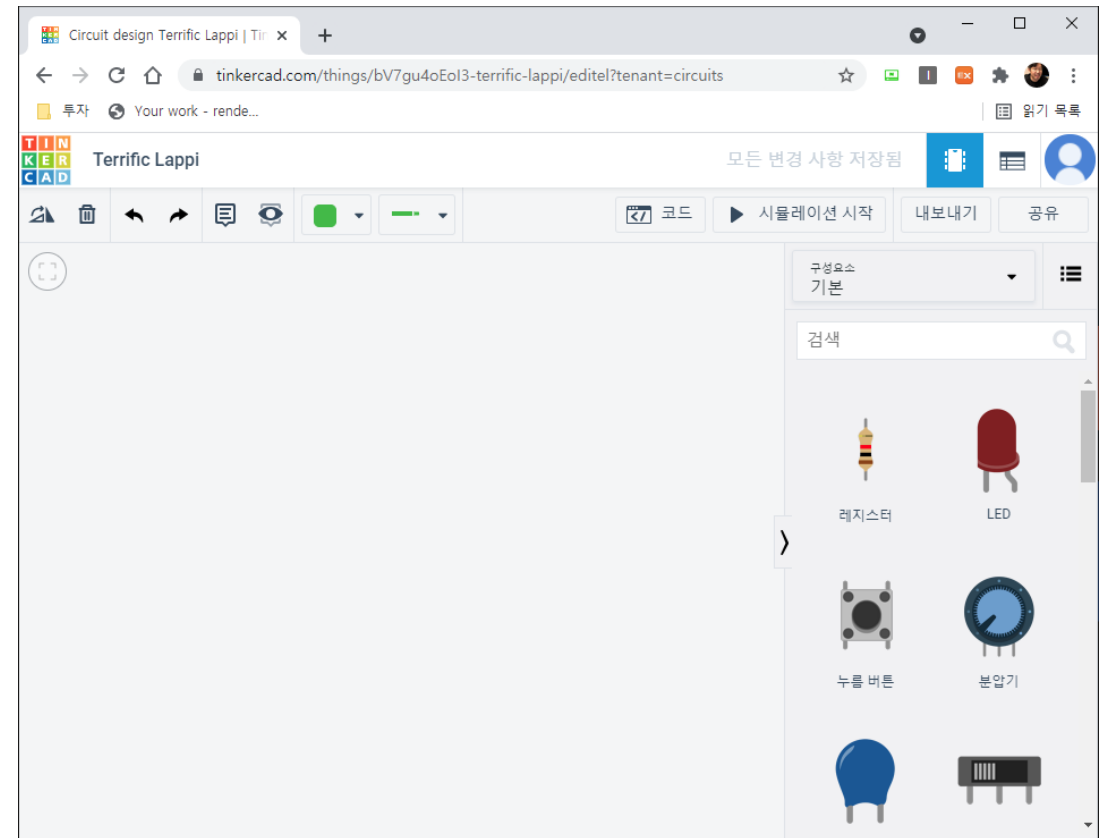 Circuit design Terrific Lappi | Tin
tinkercad.com/things/bV7gu4oEoI3-terrific-lappi/editel?tenant=circuits
투자
Your work - rende...
읽기 목록
TIN
KER
CAD
Terrific Lappi
모든 변경 사항 저장됨
코드
시뮬레이션 시작
내보내기
공유
구성요소
기본
검색
레지스터
LED
누름 버튼
분압기